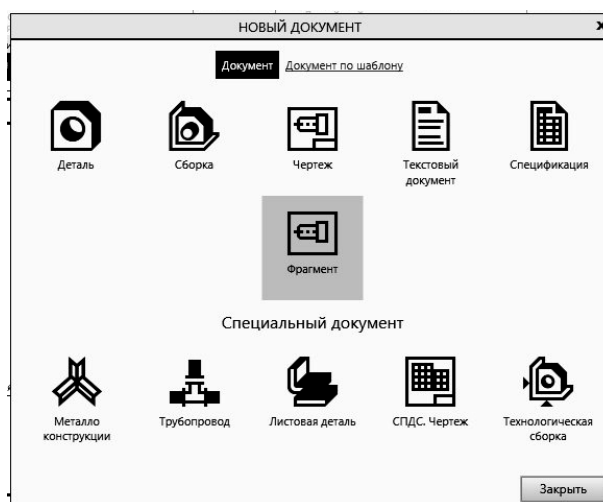 НОВЫЙ ДОКУМЕНТ x
Документ Документ по шаблону
Деталь Сборка Чертеж Текстовый документ Спецификация
Фрагмент
Специальный документ
Металло конструкции Трубопровод Листовая деталь СПДС. Чертеж Технологическая сборка
Закрыть